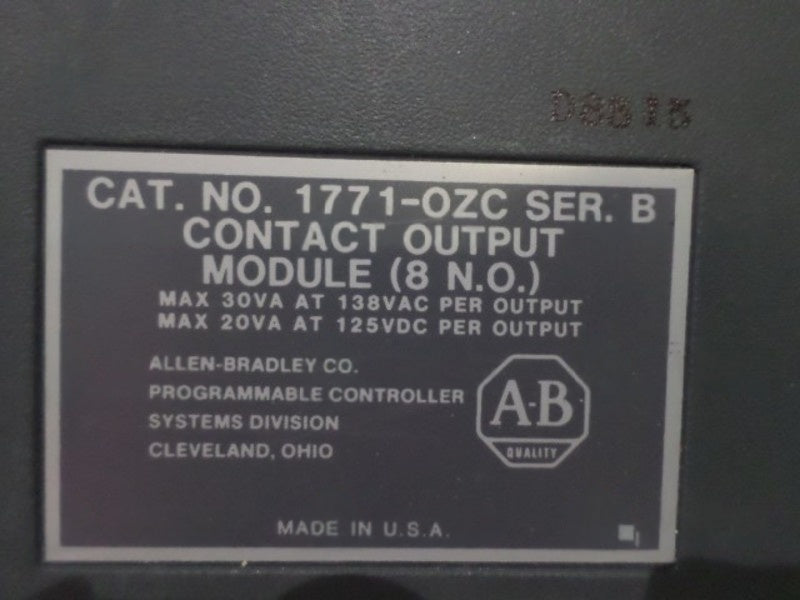 D8515
CAT. NO. 1771-OZC SER. B
CONTACT OUTPUT
MODULE (8 N.O.)
MAX 30VA AT 138VAC PER OUTPUT
MAX 20VA AT 125VDC PER OUTPUT
ALLEN-BRADLEY CO.
PROGRAMMABLE CONTROLLER
SYSTEMS DIVISION
CLEVELAND, OHIO
A-B
QUALITY
MADE IN U.S.A.